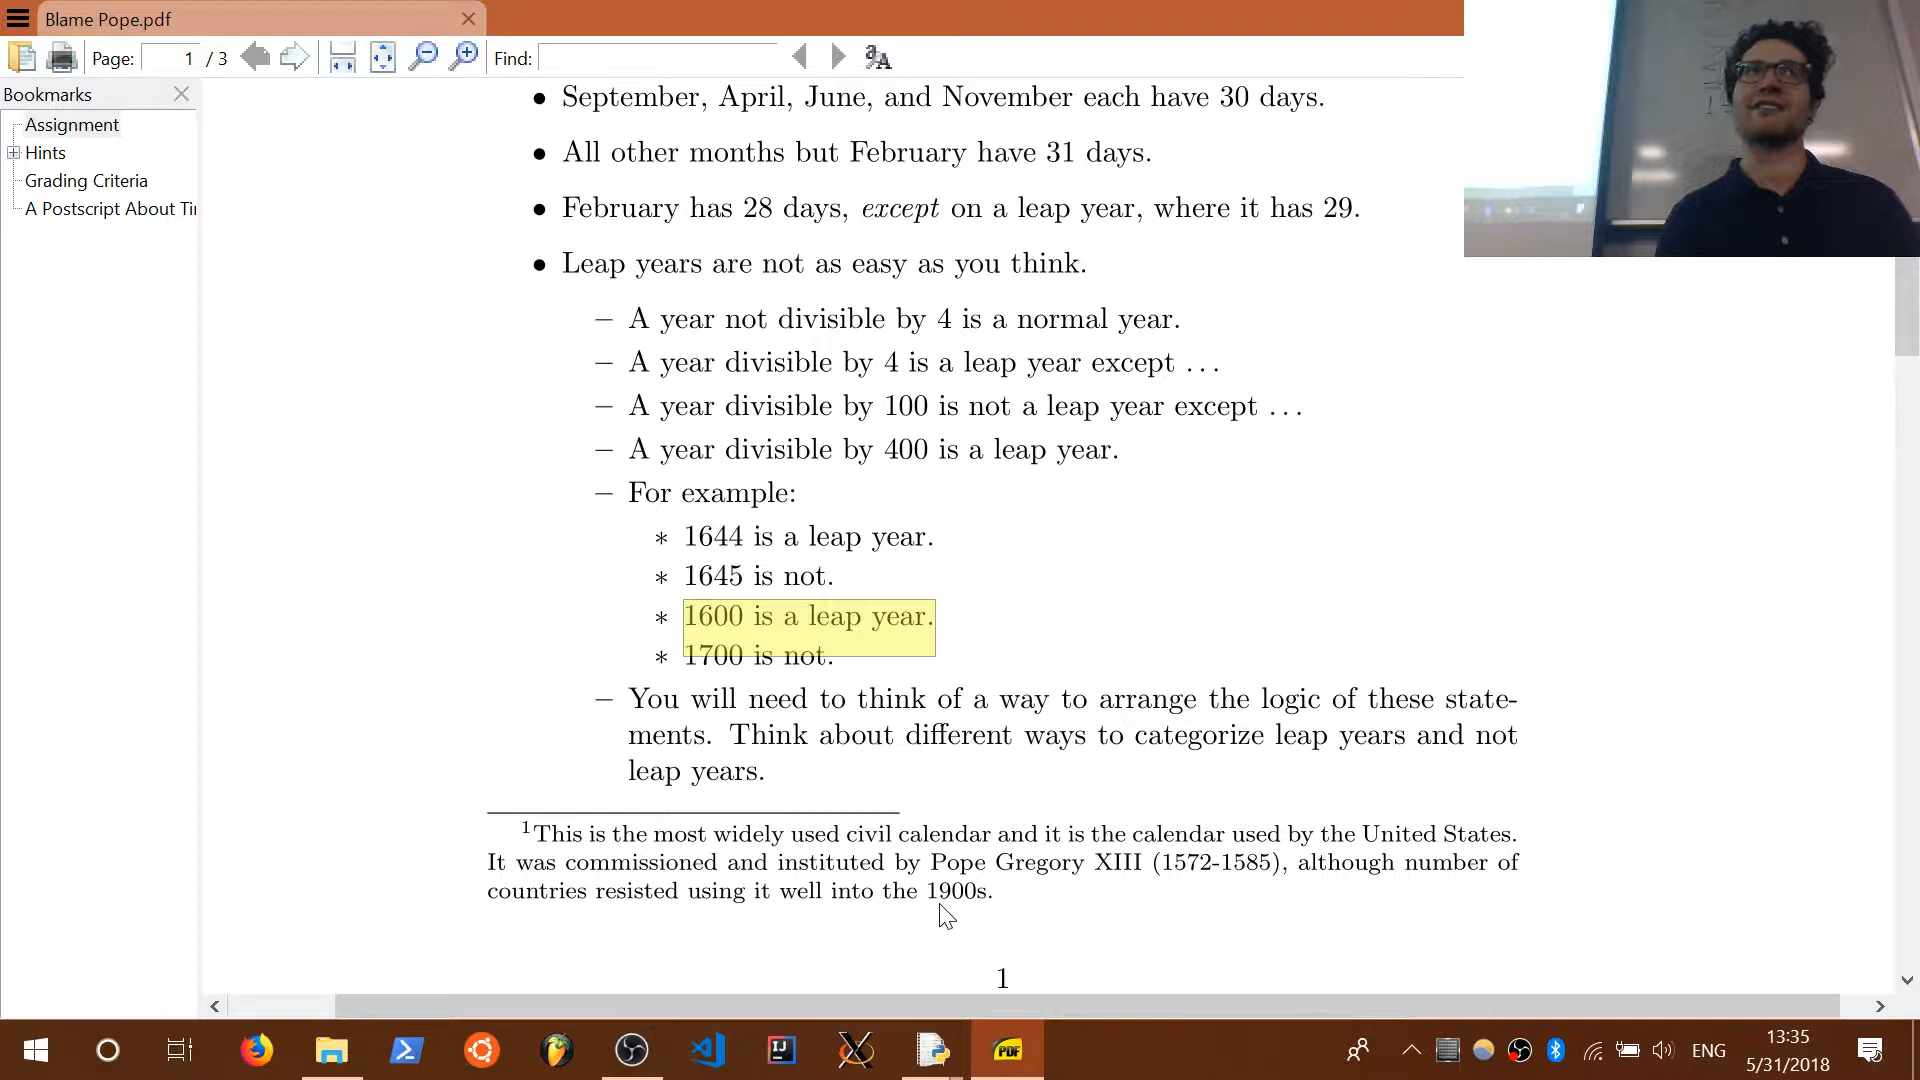 Blame Pope.pdf
Page: 1 / 3 Find:
Bookmarks
Assignment
Hints
Grading Criteria
A Postscript About Ti
• September, April, June, and November each have 30 days.
• All other months but February have 31 days.
• February has 28 days, except on a leap year, where it has 29.
• Leap years are not as easy as you think.
– A year not divisible by 4 is a normal year.
– A year divisible by 4 is a leap year except . . .
– A year divisible by 100 is not a leap year except . . .
– A year divisible by 400 is a leap year.
– For example:
∗ 1644 is a leap year.
∗ 1645 is not.
∗ 1600 is a leap year.
∗ 1700 is not.
– You will need to think of a way to arrange the logic of these state-
ments. Think about different ways to categorize leap years and not
leap years.
1This is the most widely used civil calendar and it is the calendar used by the United States.
It was commissioned and instituted by Pope Gregory XIII (1572-1585), although number of
countries resisted using it well into the 1900s.
1
IJ
PDF
ENG
13:35
5/31/2018